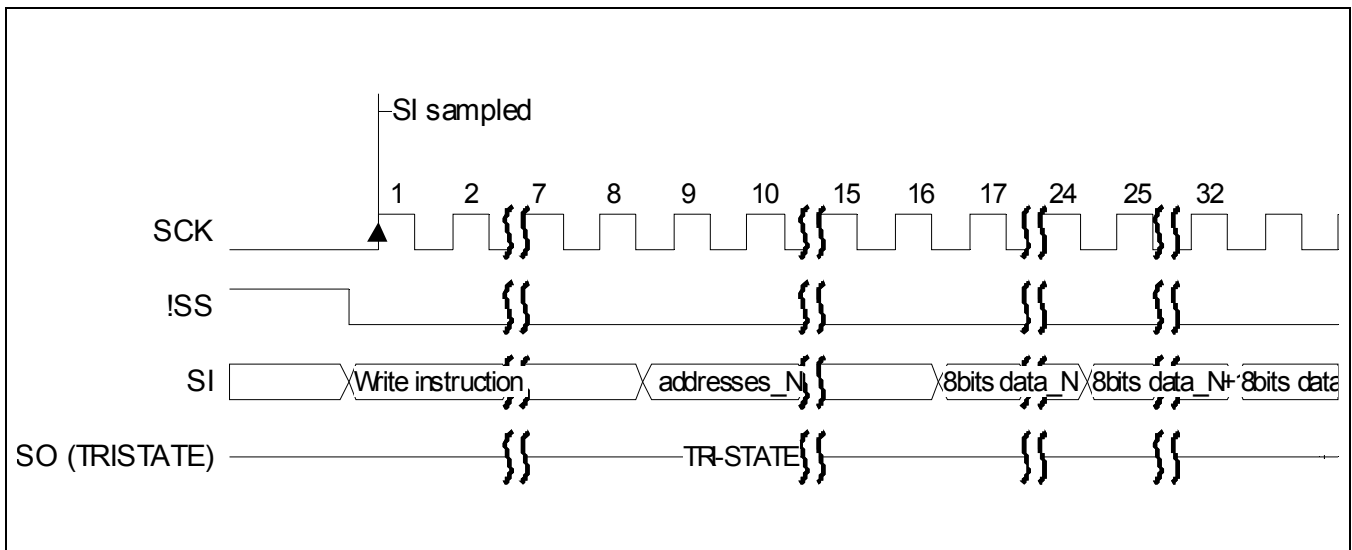 SI sampled
1 2 7 8 9 10 15 16 17 24 25 32
SCK
!SS
SI Write instruction addresses_N 8bits data_N 8bits data_N+ 8bits data
SO (TRISTATE) TRI-STATE